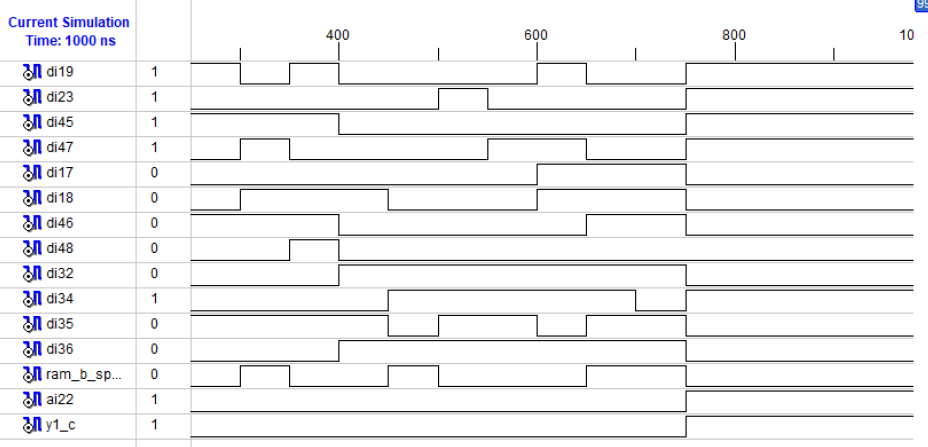 99
Current Simulation
Time: 1000 ns
400 600 800 10
di19 1
di23 1
di45 1
di47 1
di17 0
di18 0
di46 0
di48 0
di32 0
di34 1
di35 0
di36 0
ram_b_sp... 0
ai22 1
y1_c 1